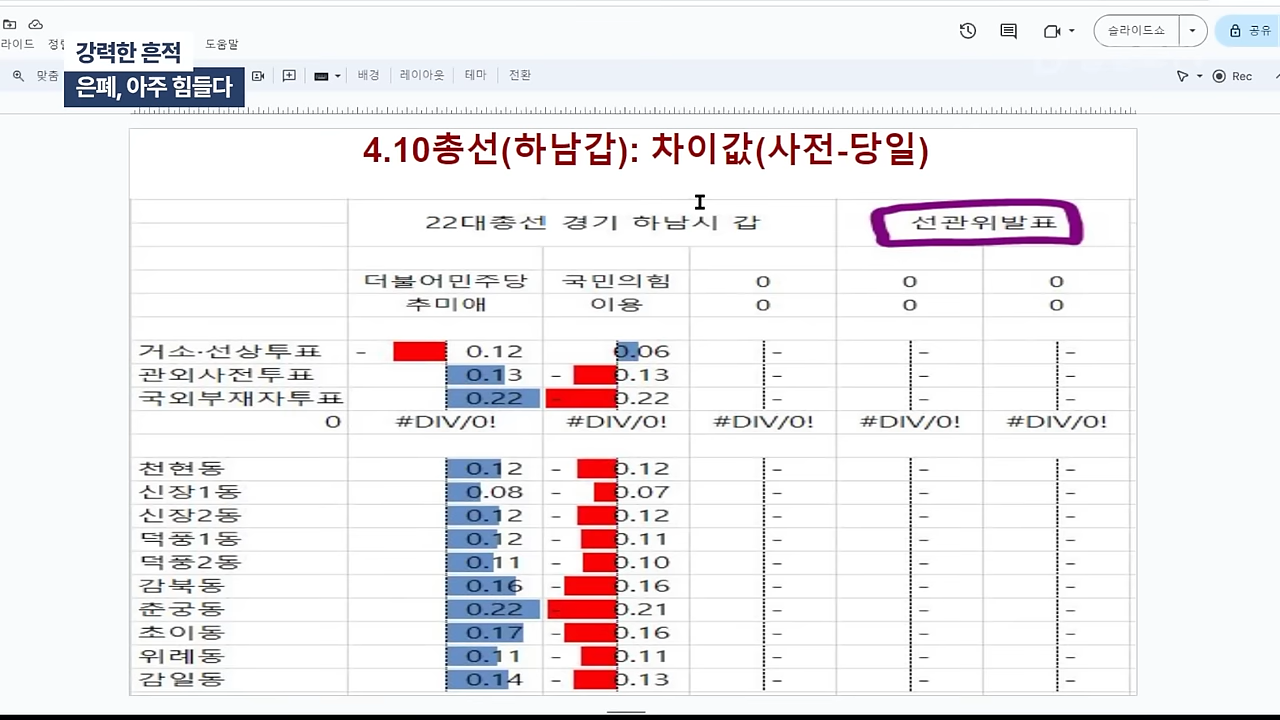 강력한 흔적
은폐, 아주 힘들다
라이드 정렬 도움말
슬라이드쇼 공유
맞춤 배경 레이아웃 테마 전환 Rec
4.10총선(하남갑): 차이값(사전-당일)
22대총선 경기 하남시 갑 선관위발표
더불어민주당 국민의힘 0 0 0
추미애 이용 0 0 0
거소·선상투표 - 0.12 0.06 - - -
관외사전투표 0.13 - 0.13 - - -
국외부재자투표 0.22 - 0.22 - - -
0 #DIV/0! #DIV/0! #DIV/0! #DIV/0! #DIV/0!
천현동 0.12 - 0.12 - - -
신장1동 0.08 - 0.07 - - -
신장2동 0.12 - 0.12 - - -
덕풍1동 0.12 - 0.11 - - -
덕풍2동 0.11 - 0.10 - - -
감북동 0.16 - 0.16 - - -
춘궁동 0.22 - 0.21 - - -
초이동 0.17 - 0.16 - - -
위례동 0.11 - 0.11 - - -
감일동 0.14 - 0.13 - - -